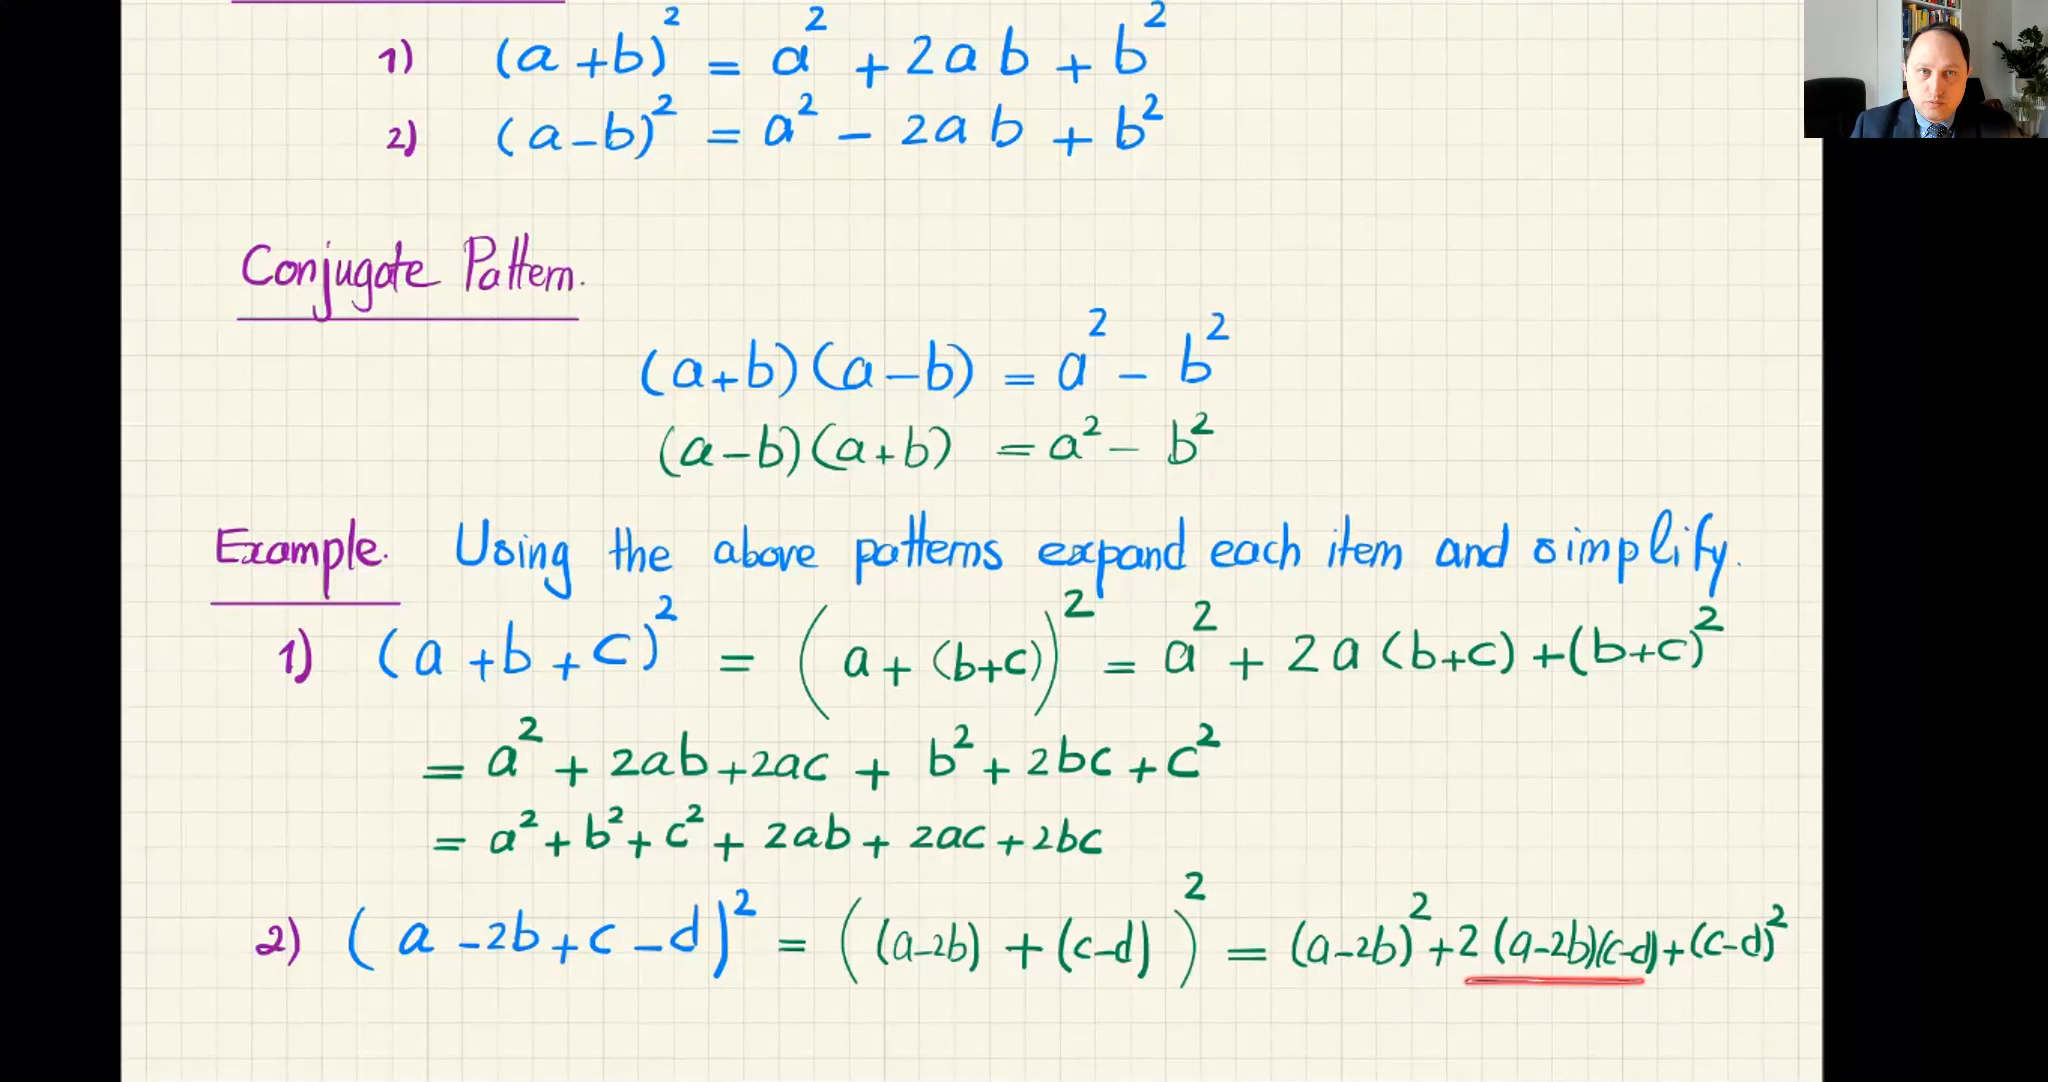 1) (a+b)² = a² + 2ab + b²
2) (a-b)² = a² - 2ab + b²
Conjugate Pattern.
(a+b)(a-b) = a² - b²
(a-b)(a+b) = a² - b²
Example. Using the above patterns expand each item and simplify.
1) (a+b+c)² = (a+(b+c))² = a² + 2a(b+c) + (b+c)²
= a² + 2ab + 2ac + b² + 2bc + c²
= a² + b² + c² + 2ab + 2ac + 2bc
2) (a-2b+c-d)² = ((a-2b) + (c-d))² = (a-2b)² + 2(a-2b)(c-d) + (c-d)²